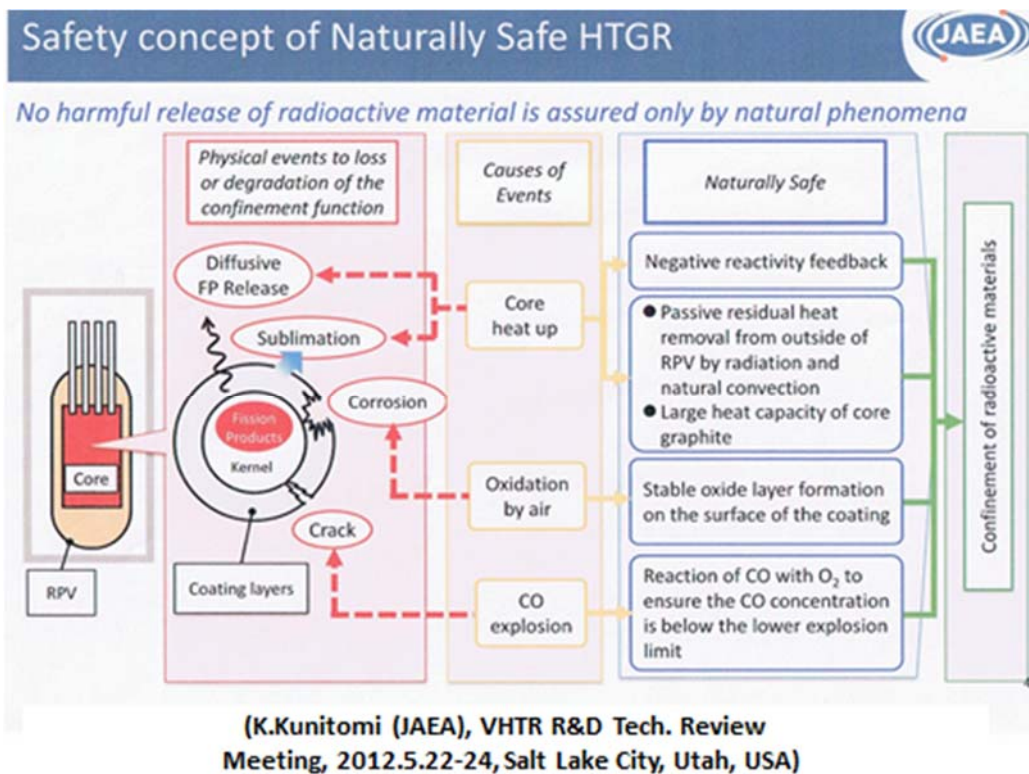 Safety concept of Naturally Safe HTGR
JAEA
No harmful release of radioactive material is assured only by natural phenomena
Physical events to loss
or degradation of the
confinement function
Causes of
Events
Naturally Safe
Diffusive
FP Release
Sublimation
Corrosion
Fission
Products
Kernel
Crack
Coating layers
Core
RPV
Core
heat up
Oxidation
by air
CO
explosion
Negative reactivity feedback
● Passive residual heat
removal from outside of
RPV by radiation and
natural convection
● Large heat capacity of core
graphite
Stable oxide layer formation
on the surface of the coating
Reaction of CO with O₂ to
ensure the CO concentration
is below the lower explosion
limit
Confinement of radioactive materials
(K.Kunitomi (JAEA), VHTR R&D Tech. Review
Meeting, 2012.5.22-24, Salt Lake City, Utah, USA)